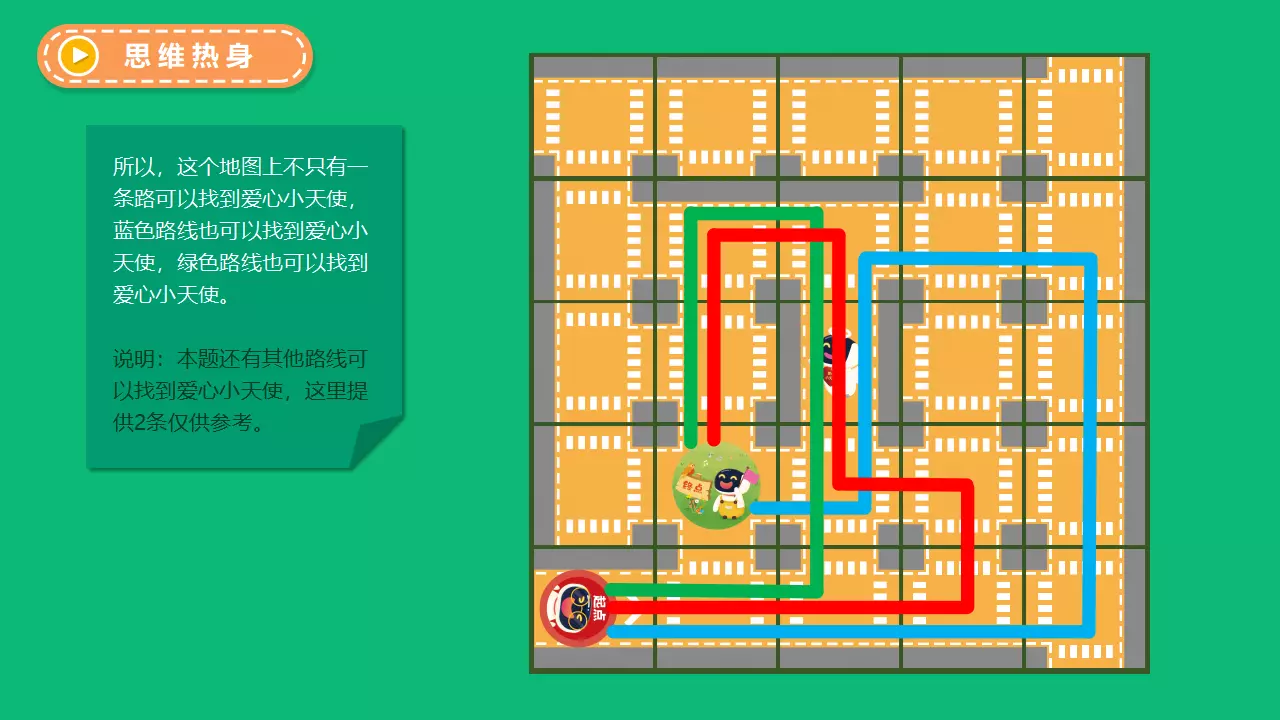 思维热身
所以，这个地图上不只有一
条路可以找到爱心小天使，
蓝色路线也可以找到爱心小
天使，绿色路线也可以找到
爱心小天使。
说明：本题还有其他路线可
以找到爱心小天使，这里提
供2条仅供参考。
终点
起点